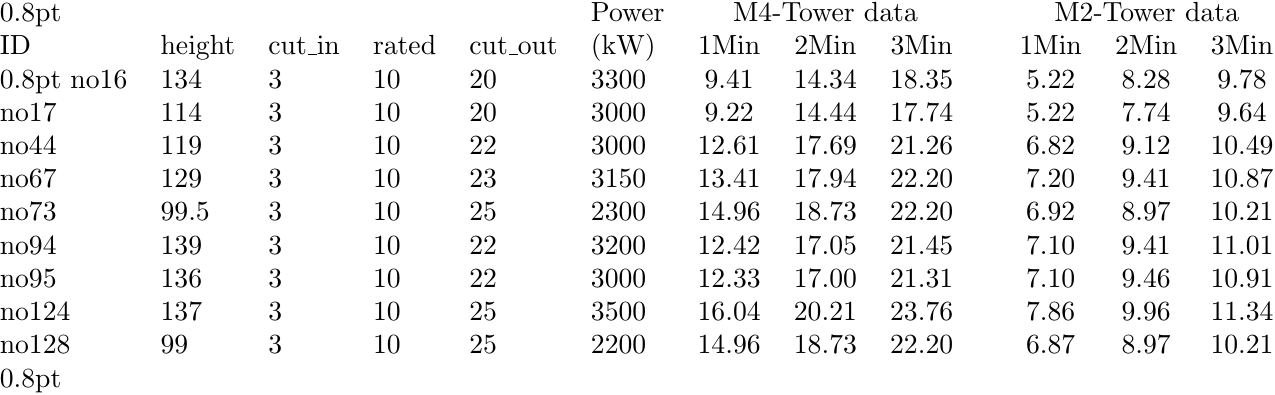 0.8pt Power M4-Tower data M2-Tower data
ID height cut_in rated cut_out (kW) 1Min 2Min 3Min 1Min 2Min 3Min
0.8pt no16 134 3 10 20 3300 9.41 14.34 18.35 5.22 8.28 9.78
no17 114 3 10 20 3000 9.22 14.44 17.74 5.22 7.74 9.64
no44 119 3 10 22 3000 12.61 17.69 21.26 6.82 9.12 10.49
no67 129 3 10 23 3150 13.41 17.94 22.20 7.20 9.41 10.87
no73 99.5 3 10 25 2300 14.96 18.73 22.20 6.92 8.97 10.21
no94 139 3 10 22 3200 12.42 17.05 21.45 7.10 9.41 11.01
no95 136 3 10 22 3000 12.33 17.00 21.31 7.10 9.46 10.91
no124 137 3 10 25 3500 16.04 20.21 23.76 7.86 9.96 11.34
no128 99 3 10 25 2200 14.96 18.73 22.20 6.87 8.97 10.21
0.8pt